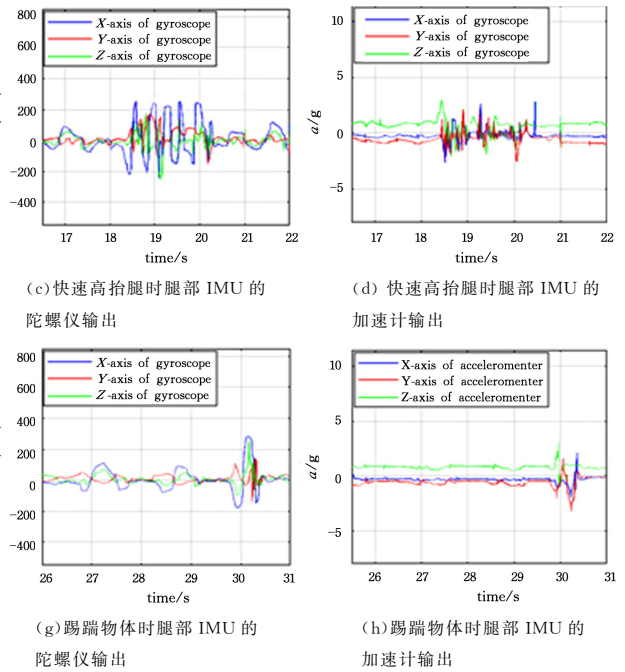 800
600
400
200
0
−200
−400
X-axis of gyroscope
Y-axis of gyroscope
Z-axis of gyroscope
17 18 19 20 21 22
time/s
(c)快速高抬腿时腿部 IMU 的
陀螺仪输出
10
5
0
−5
a/g
X-axis of gyroscope
Y-axis of gyroscope
Z-axis of gyroscope
17 18 19 20 21 22
time/s
(d) 快速高抬腿时腿部 IMU 的
加速计输出
800
600
400
200
0
−200
−400
X-axis of gyroscope
Y-axis of gyroscope
Z-axis of gyroscope
26 27 28 29 30 31
time/s
(g)踢踹物体时腿部 IMU 的
陀螺仪输出
10
5
0
−5
a/g
X-axis of acceleromenter
Y-axis of acceleromenter
Z-axis of acceleromenter
26 27 28 29 30 31
time/s
(h)踢踹物体时腿部 IMU 的
加速计输出